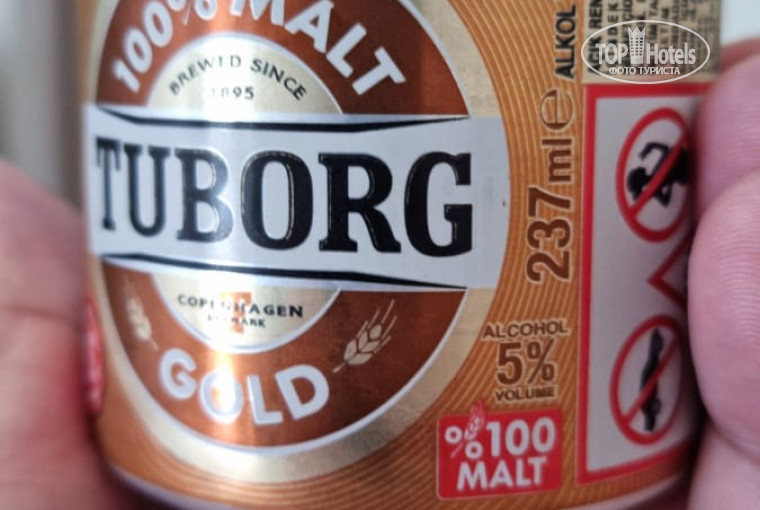 100% MALT
BREWED SINCE
1895
TUBORG
COPENHAGEN
DENMARK
GOLD
237 ml e
ALKOL
ALCOHOL
5%
VOLUME
%100
MALT
TOP Hotels
ФОТО ТУРИСТА